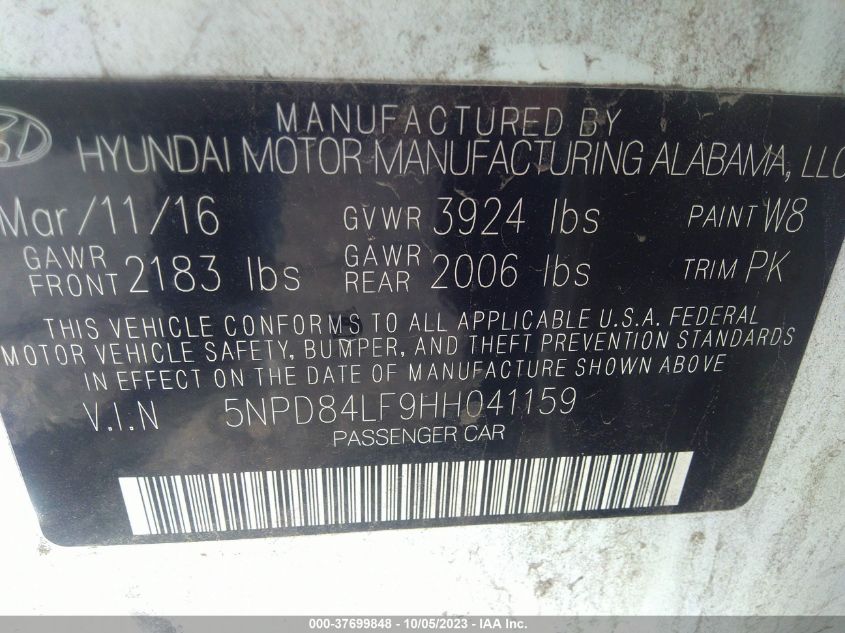 MANUFACTURED BY
HYUNDAI MOTOR MANUFACTURING ALABAMA, LLC
Mar/11/16 GVWR 3924 lbs PAINT W8
GAWR FRONT 2183 lbs GAWR REAR 2006 lbs TRIM PK
THIS VEHICLE CONFORMS TO ALL APPLICABLE U.S.A. FEDERAL
MOTOR VEHICLE SAFETY, BUMPER, AND THEFT PREVENTION STANDARDS
IN EFFECT ON THE DATE OF MANUFACTURE SHOWN ABOVE
V.I.N 5NPD84LF9HH041159
PASSENGER CAR
000-37699848 - 10/05/2023 - IAA Inc.